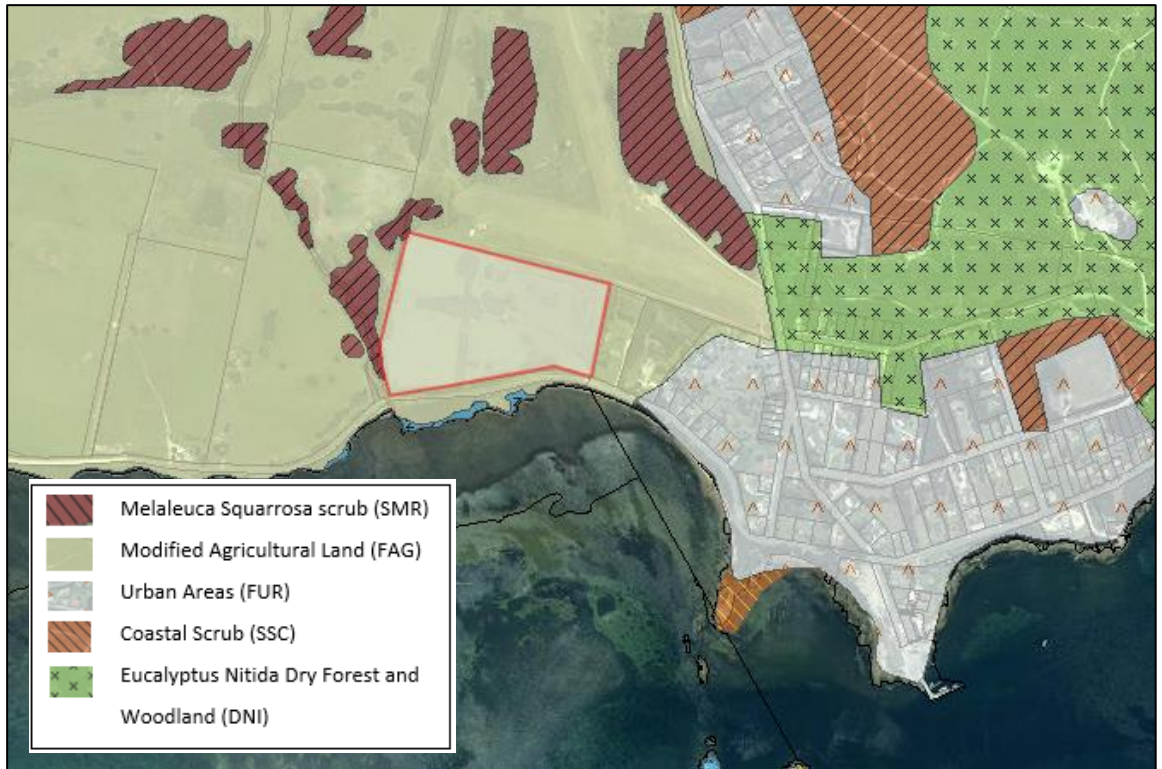 Melaleuca Squarrosa scrub (SMR)
Modified Agricultural Land (FAG)
Urban Areas (FUR)
Coastal Scrub (SSC)
Eucalyptus Nitida Dry Forest and
Woodland (DNI)